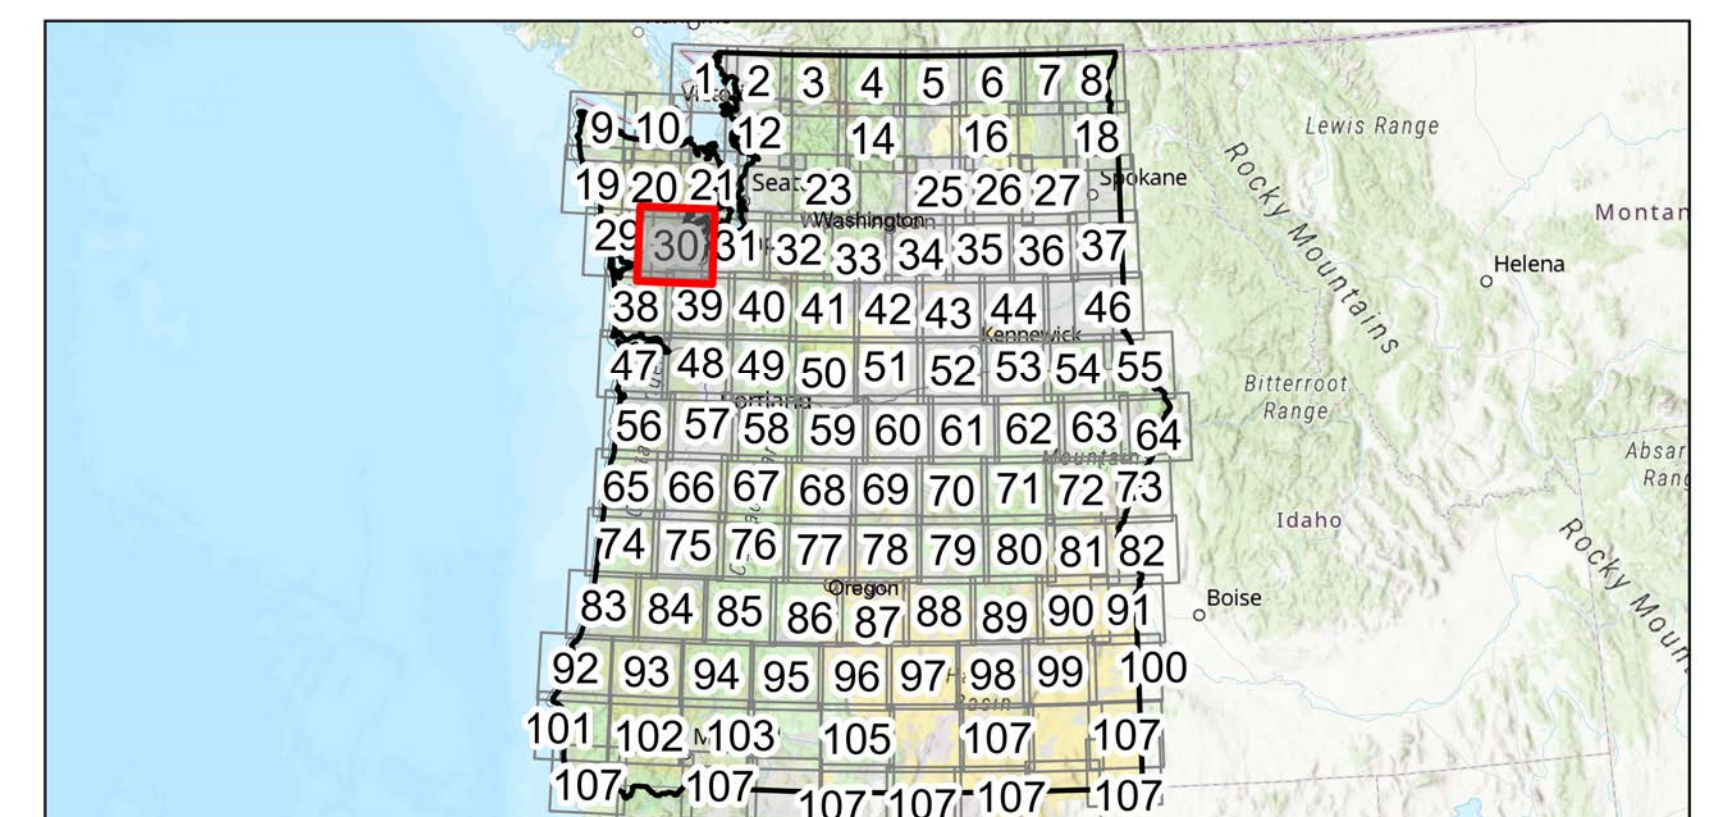 1 2 3 4 5 6 7 8
Lewis Range
9 10 12 14 16 18
Rocky Mountains
19 20 21 Seat 23 25 26 27 Spokane
Washington
Montan
29 30 31 32 33 34 35 36 37
Helena
38 39 40 41 42 43 44 46
Kennewick
47 48 49 50 51 52 53 54 55
Bitterroot
Range
Portland
56 57 58 59 60 61 62 63 64
Mountain
Absar
Rang
65 66 67 68 69 70 71 72 73
Idaho
Rocky Moun
74 75 76 77 78 79 80 81 82
Oregon
Boise
83 84 85 86 87 88 89 90 91
92 93 94 95 96 97 98 99 100
Basin
101 102 M 103 105 107 107
107 107 107 107 107 107